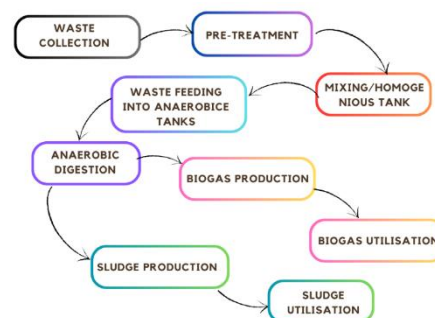 WASTE
COLLECTION
PRE-TREATMENT
MIXING/HOMOGE
NIOUS TANK
WASTE FEEDING
INTO ANAEROBICE
TANKS
ANAEROBIC
DIGESTION
BIOGAS PRODUCTION
BIOGAS UTILISATION
SLUDGE PRODUCTION
SLUDGE
UTILISATION